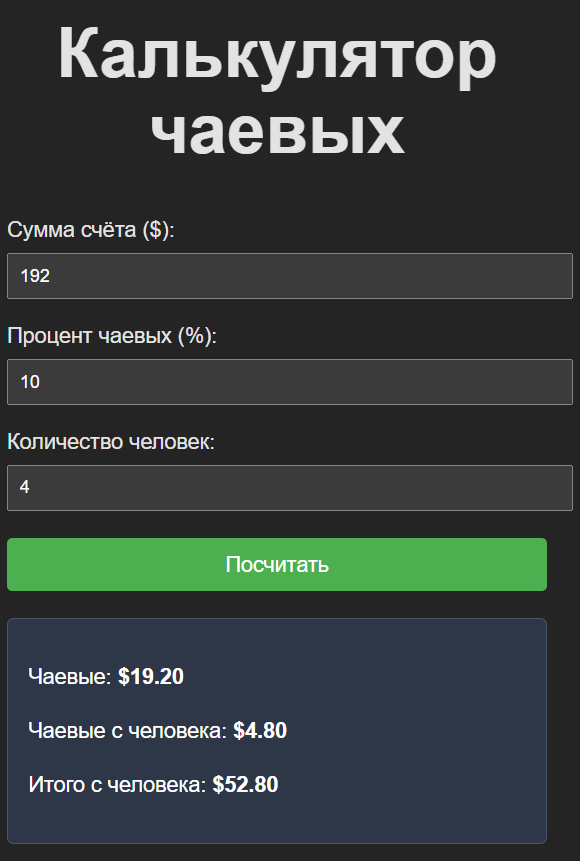 Калькулятор
чаевых
Сумма счёта ($):
192
Процент чаевых (%):
10
Количество человек:
4
Посчитать
Чаевые: $19.20
Чаевые с человека: $4.80
Итого с человека: $52.80